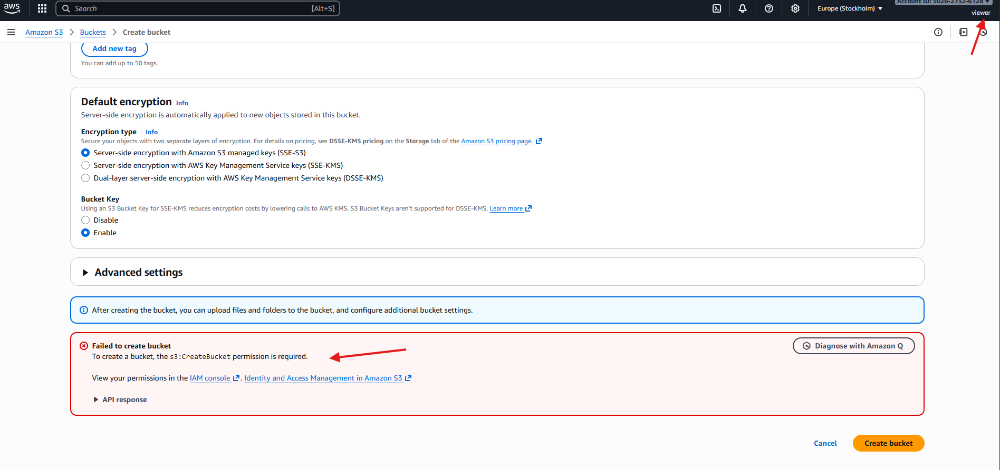 aws
Search [Alt+S]
Europe (Stockholm)
Account ID: 5026-2732-6128
viewer
Amazon S3 > Buckets > Create bucket
Add new tag
You can add up to 50 tags.
Default encryption Info
Server-side encryption is automatically applied to new objects stored in this bucket.
Encryption type Info
Secure your objects with two separate layers of encryption. For details on pricing, see DSSE-KMS pricing on the Storage tab of the Amazon S3 pricing page.
Server-side encryption with Amazon S3 managed keys (SSE-S3)
Server-side encryption with AWS Key Management Service keys (SSE-KMS)
Dual-layer server-side encryption with AWS Key Management Service keys (DSSE-KMS)
Bucket Key
Using an S3 Bucket Key for SSE-KMS reduces encryption costs by lowering calls to AWS KMS. S3 Bucket Keys aren't supported for DSSE-KMS. Learn more
Disable
Enable
Advanced settings
After creating the bucket, you can upload files and folders to the bucket, and configure additional bucket settings.
Failed to create bucket
Diagnose with Amazon Q
To create a bucket, the s3:CreateBucket permission is required.
View your permissions in the IAM console. Identity and Access Management in Amazon S3
API response
Cancel
Create bucket